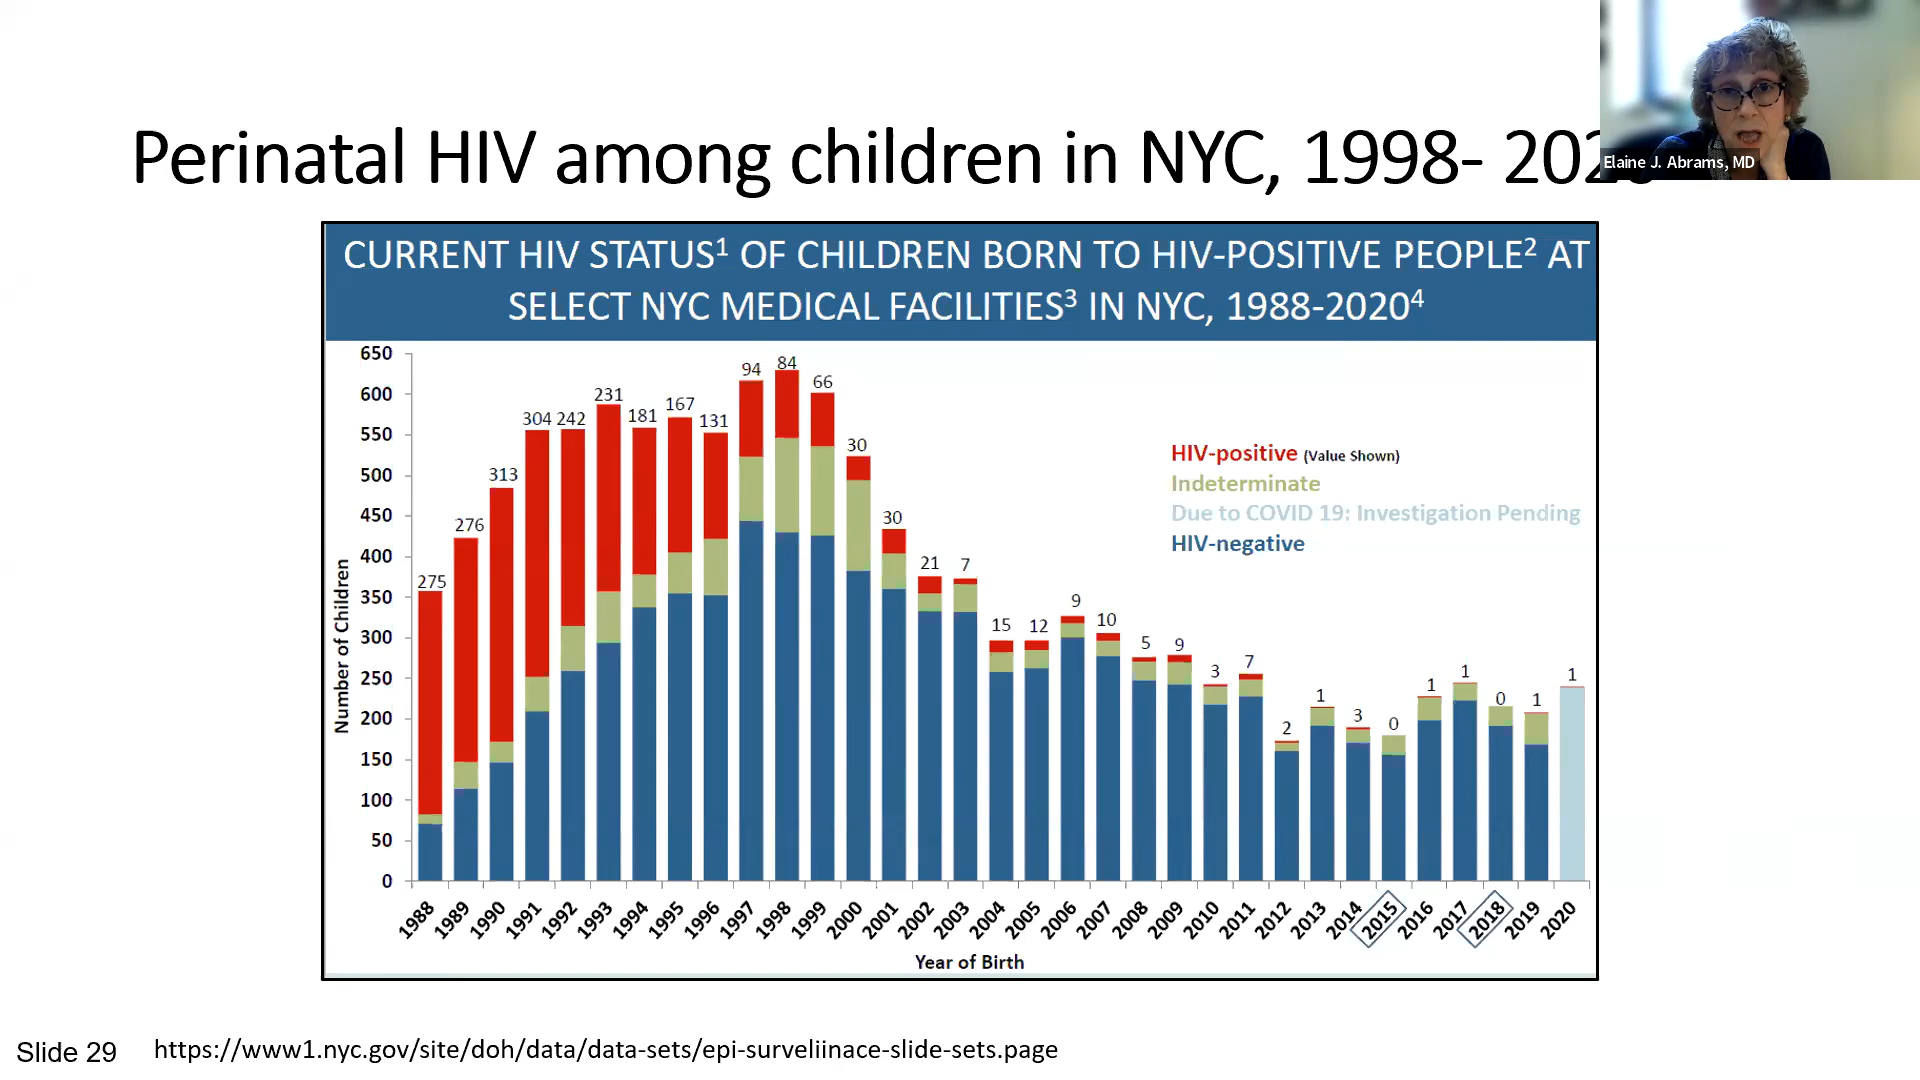 Perinatal HIV among children in NYC, 1998- 202
Elaine J. Abrams, MD
CURRENT HIV STATUS¹ OF CHILDREN BORN TO HIV-POSITIVE PEOPLE² AT
SELECT NYC MEDICAL FACILITIES³ IN NYC, 1988-2020⁴
HIV-positive (Value Shown)
Indeterminate
Due to COVID 19: Investigation Pending
HIV-negative
Number of Children
650
600
550
500
450
400
350
300
250
200
150
100
50
0
275 276 313 304 242 231 181 167 131 94 84 66 30 30 21 7 15 12 9 10 5 9 3 7 2 1 3 0 1 1 0 1 1
1988 1989 1990 1991 1992 1993 1994 1995 1996 1997 1998 1999 2000 2001 2002 2003 2004 2005 2006 2007 2008 2009 2010 2011 2012 2013 2014 2015 2016 2017 2018 2019 2020
Year of Birth
Slide 29 https://www1.nyc.gov/site/doh/data/data-sets/epi-surveliinace-slide-sets.page